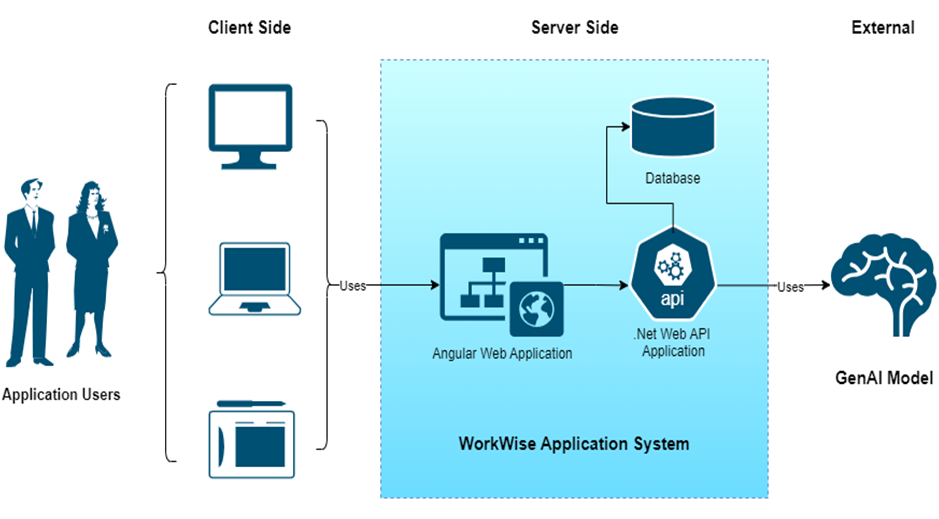 Client Side
Server Side
External
Database
Uses
api
Uses
Angular Web Application
.Net Web API
Application
GenAI Model
Application Users
WorkWise Application System